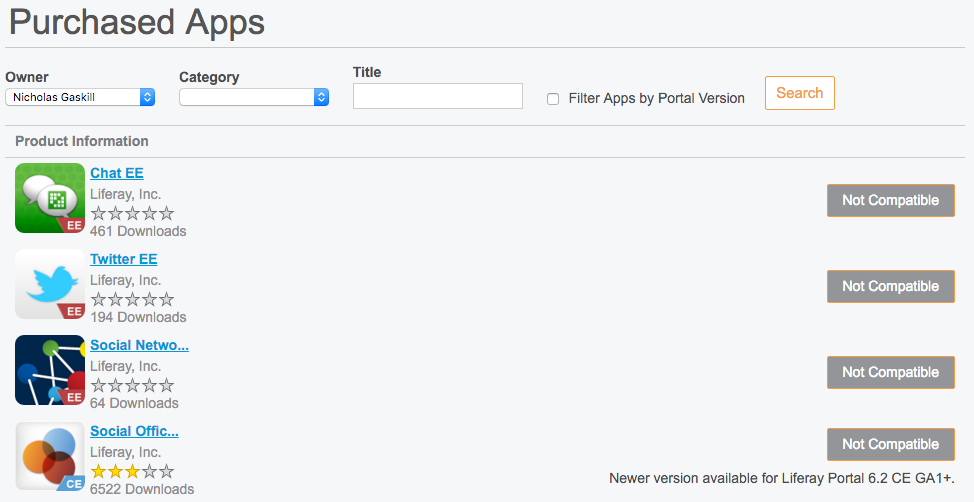 Purchased Apps
Owner
Category
Title
Nicholas Gaskill
Filter Apps by Portal Version
Search
Product Information
Chat EE
Liferay, Inc.
461 Downloads
EE
Not Compatible
Twitter EE
Liferay, Inc.
194 Downloads
EE
Not Compatible
Social Netwo...
Liferay, Inc.
64 Downloads
EE
Not Compatible
Social Offic...
Liferay, Inc.
6522 Downloads
CE
Not Compatible
Newer version available for Liferay Portal 6.2 CE GA1+.